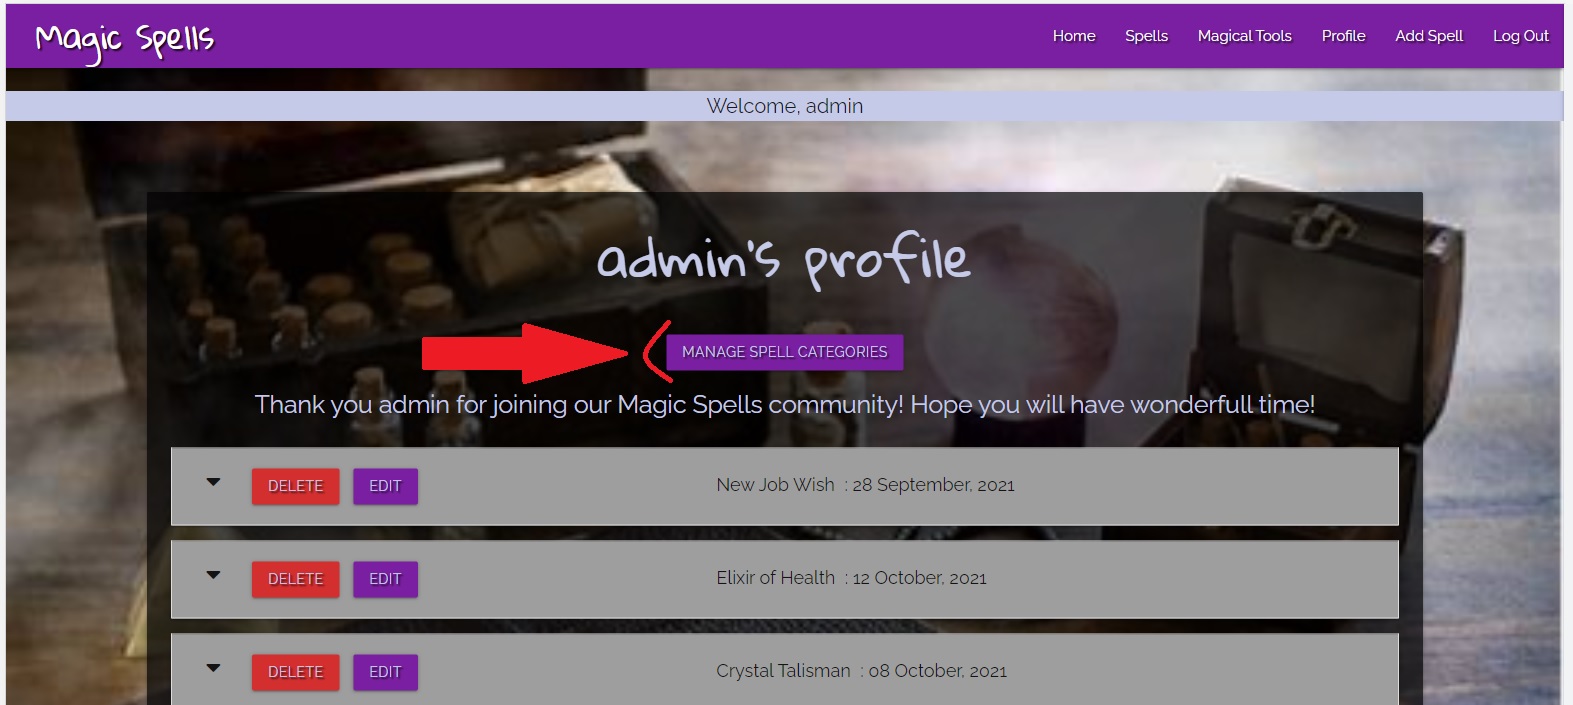 Magic Spells
Home Spells Magical Tools Profile Add Spell Log Out
Welcome, admin
admin's profile
MANAGE SPELL CATEGORIES
Thank you admin for joining our Magic Spells community! Hope you will have wonderfull time!
DELETE EDIT New Job Wish : 28 September, 2021
DELETE EDIT Elixir of Health : 12 October, 2021
DELETE EDIT Crystal Talisman : 08 October, 2021